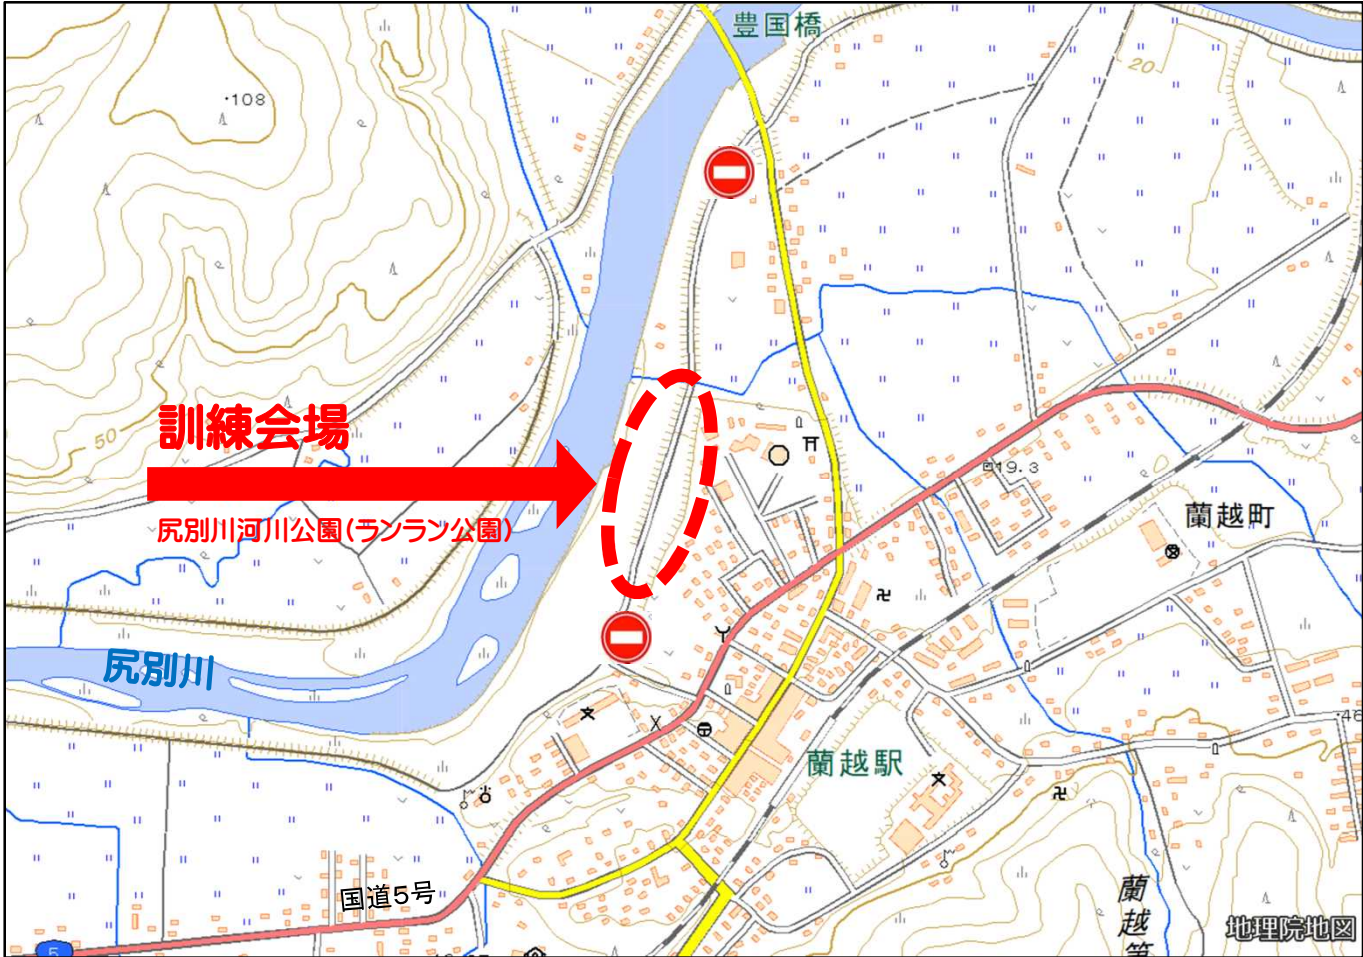 豊国橋
・108
20
訓練会場
50
尻別川河川公園(ランラン公園)
19.3
蘭越町
尻別川
・46
蘭越駅
国道5号
蘭越第
5
地理院地図